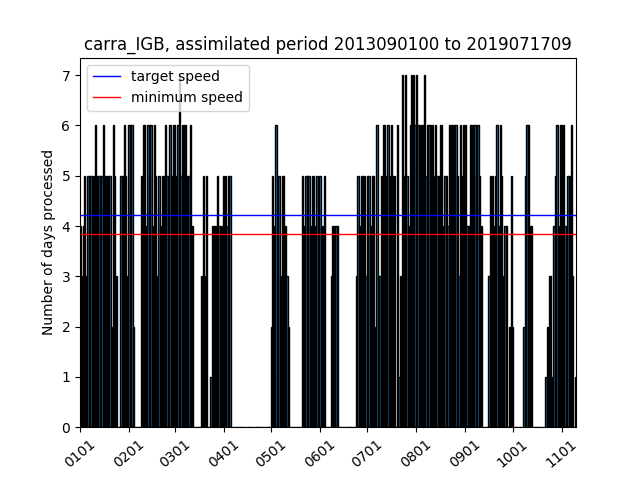 carra_IGB, assimilated period 2013090100 to 2019071709
target speed
minimum speed
Number of days processed
7
6
5
4
3
2
1
0
0101 0201 0301 0401 0501 0601 0701 0801 0901 1001 1101